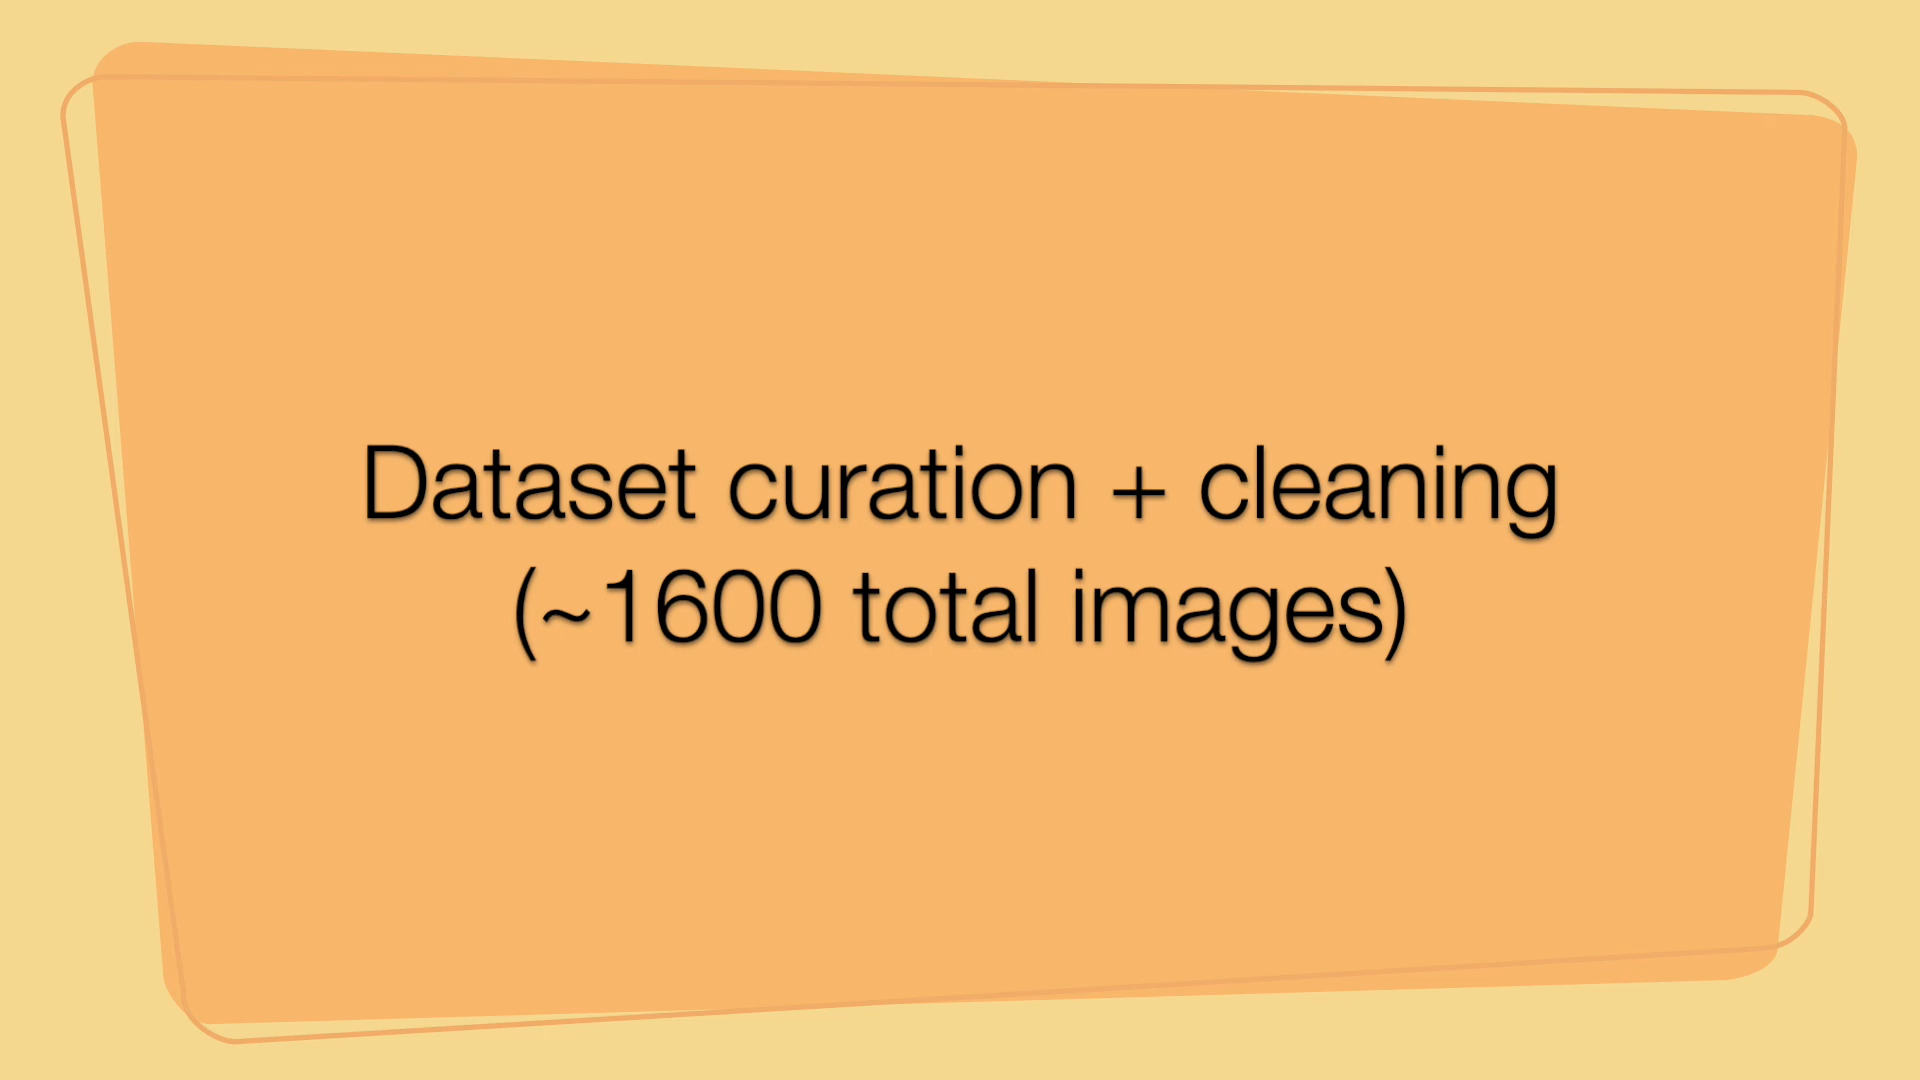 Dataset curation + cleaning
(~1600 total images)